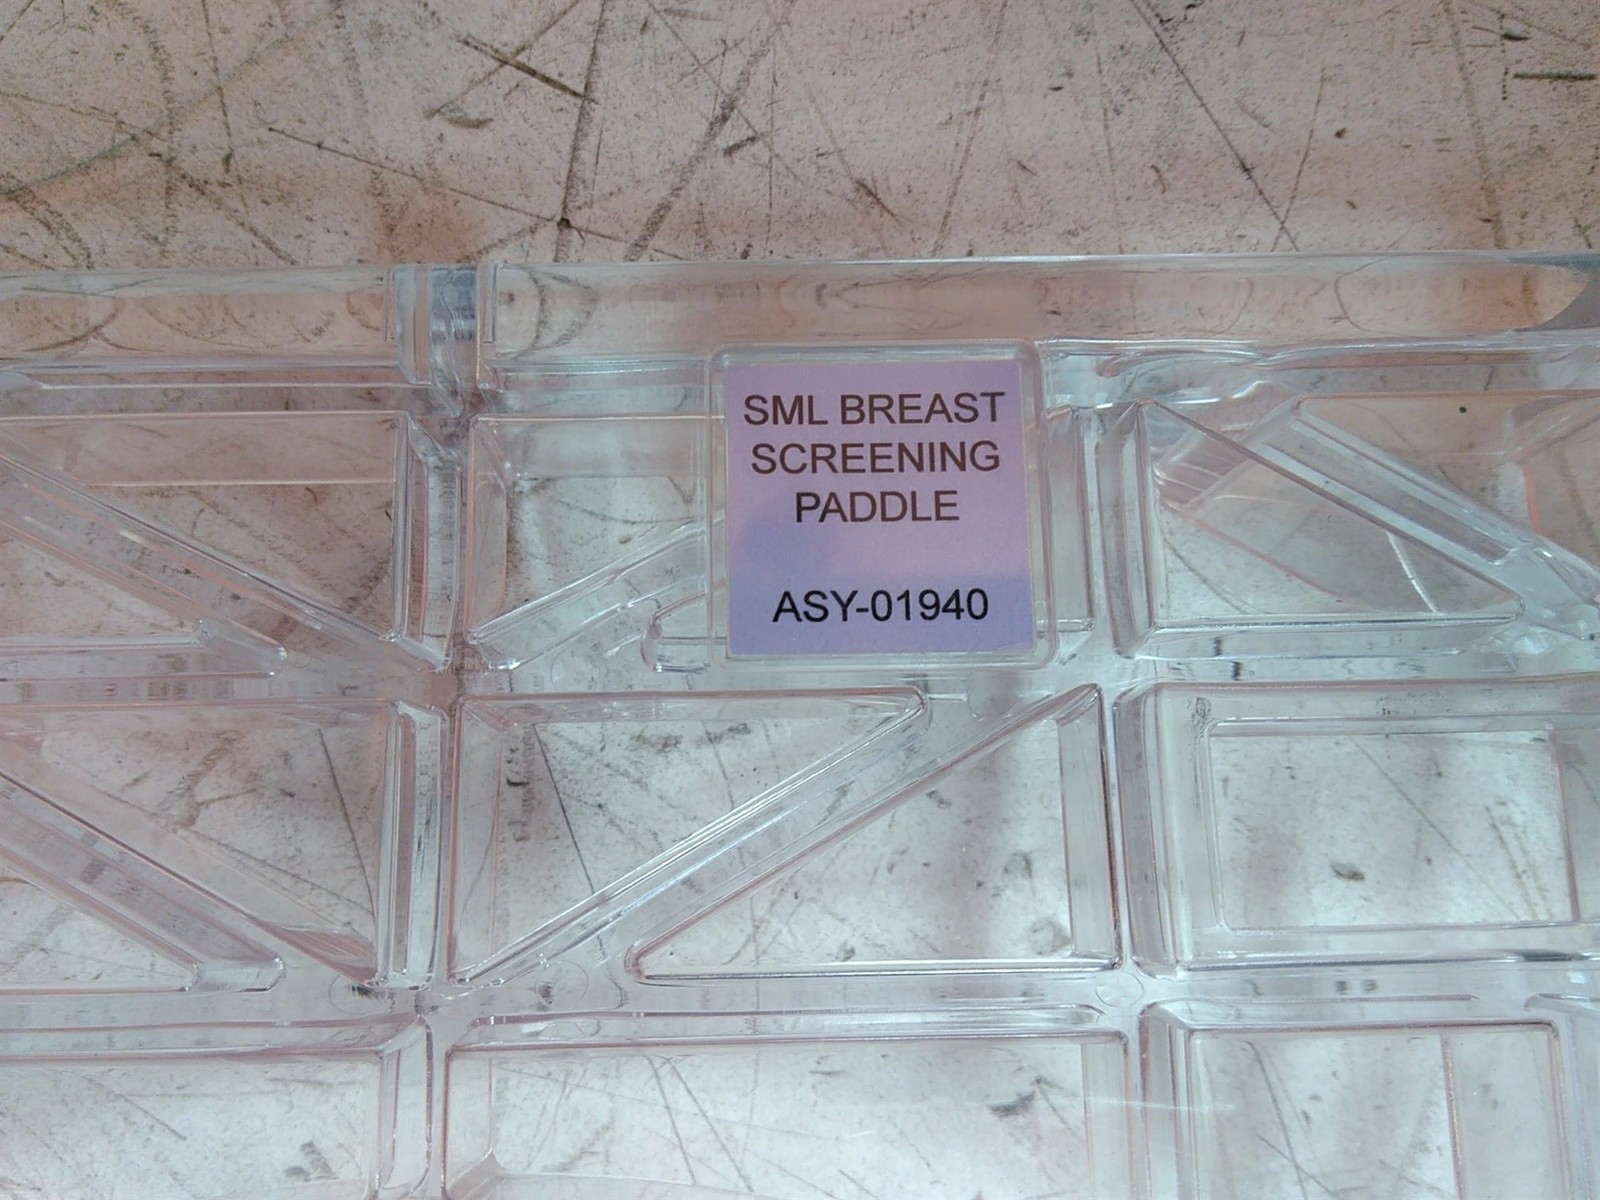 SML BREAST
SCREENING
PADDLE
ASY-01940